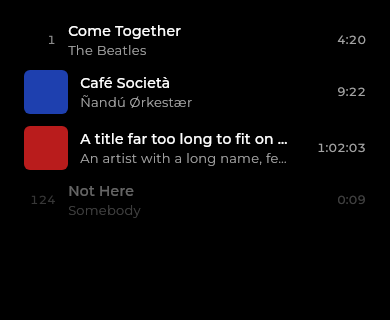 1 Come Together 4:20
The Beatles
Café Società 9:22
Ñandú Ørkestær
A title far too long to fit on ... 1:02:03
An artist with a long name, fe...
124 Not Here 0:09
Somebody